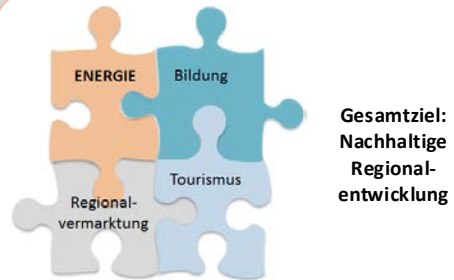 ENERGIE
Bildung
Regional-
vermarktung
Tourismus
Gesamtziel:
Nachhaltige
Regional-
entwicklung